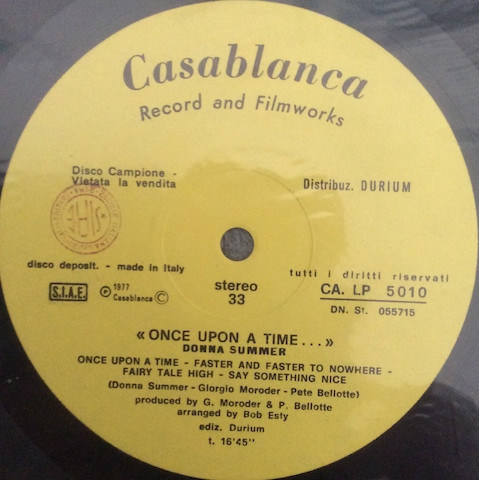 Casablanca
Record and Filmworks
Disco Campione -
Vietata la vendita
Distribuz. DURIUM
disco deposit. - made in Italy
S.I.A.E.
Ⓟ 1977
Casablanca Ⓒ
stereo
33
tutti i diritti riservati
CA. LP 5010
DN. St. 055715
«ONCE UPON A TIME...»
DONNA SUMMER
ONCE UPON A TIME - FASTER AND FASTER TO NOWHERE -
FAIRY TALE HIGH - SAY SOMETHING NICE
(Donna Summer - Giorgio Moroder - Pete Bellotte)
produced by G. Moroder & P. Bellotte
arranged by Bob Esty
ediz. Durium
t. 16'45''